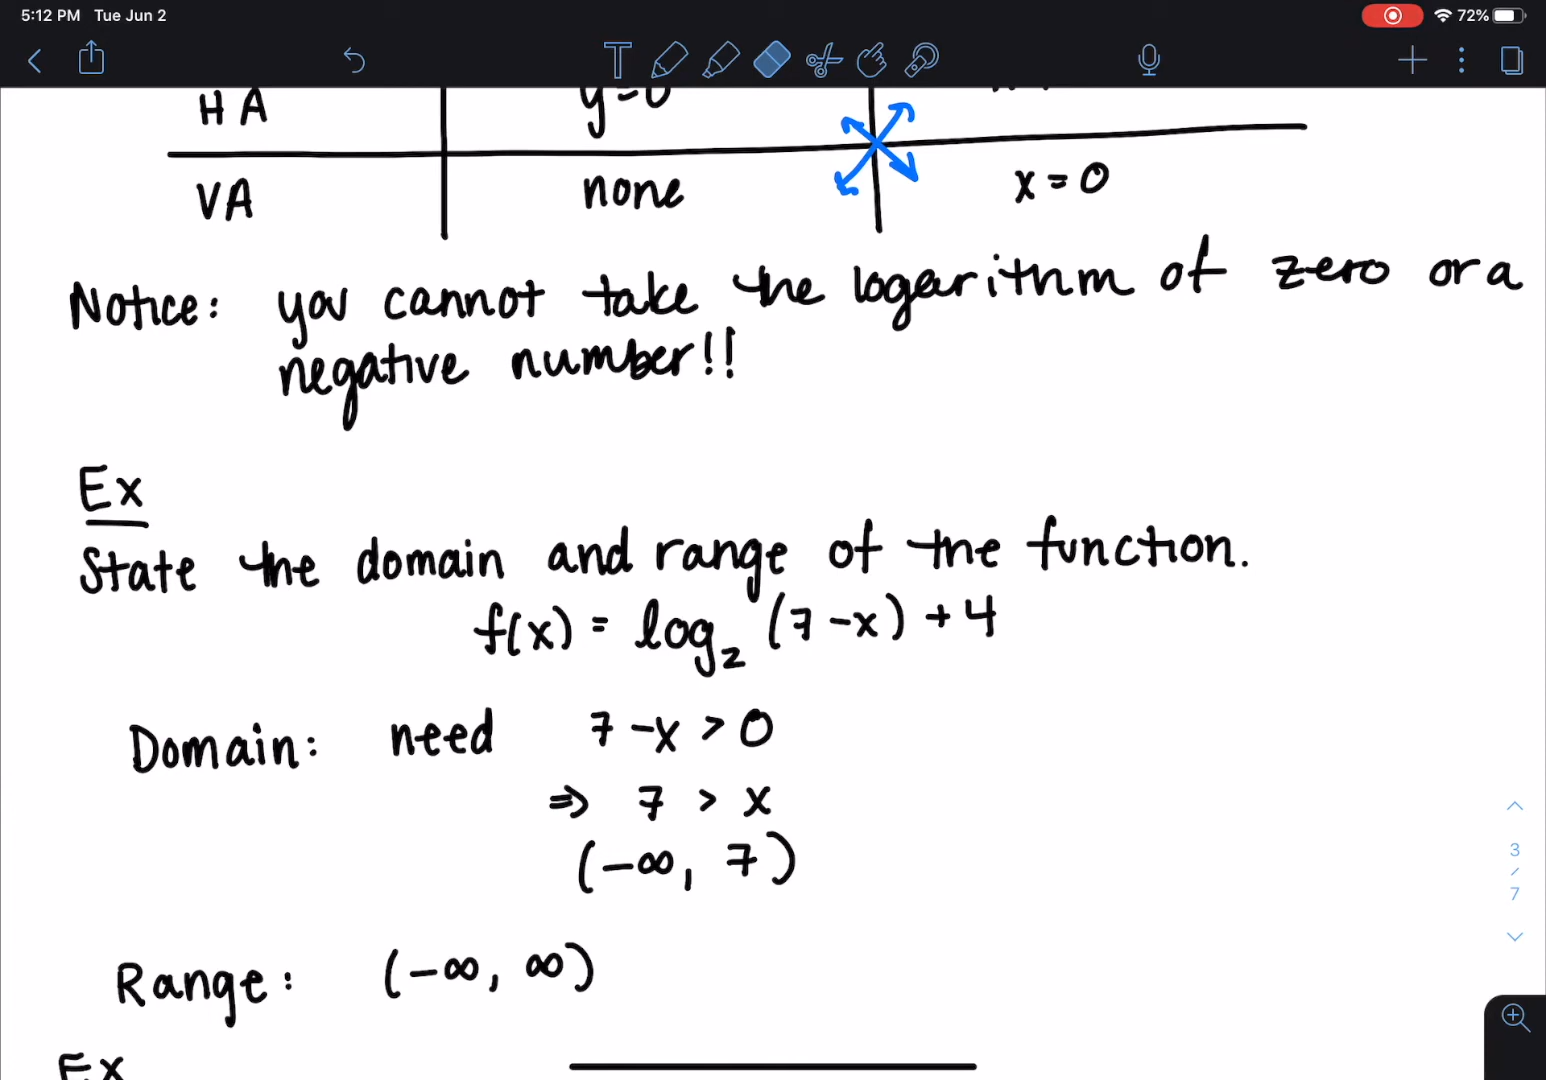 5:12 PM Tue Jun 2 72%
HA y=0
VA none x=0
Notice: you cannot take the logarithm of zero or a
negative number!!
Ex
State the domain and range of the function.
f(x) = log₂ (7-x) +4
Domain: need 7-x > 0
⇒ 7 > x
(-∞, 7)
Range: (-∞, ∞)
Ex
3
/
7